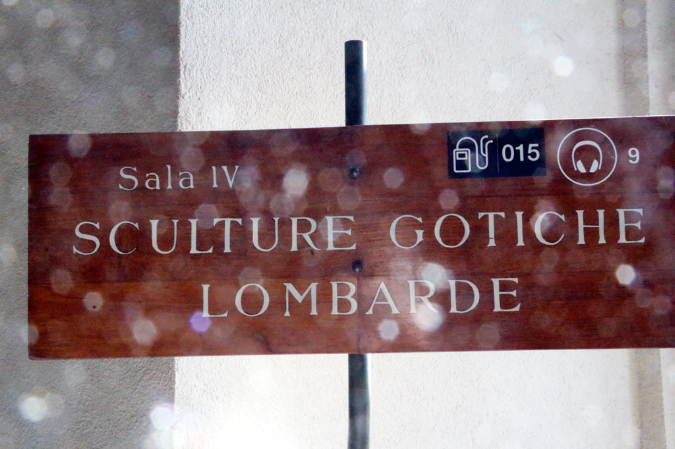 015
9
Sala IV
SCULTURE GOTICHE
LOMBARDE